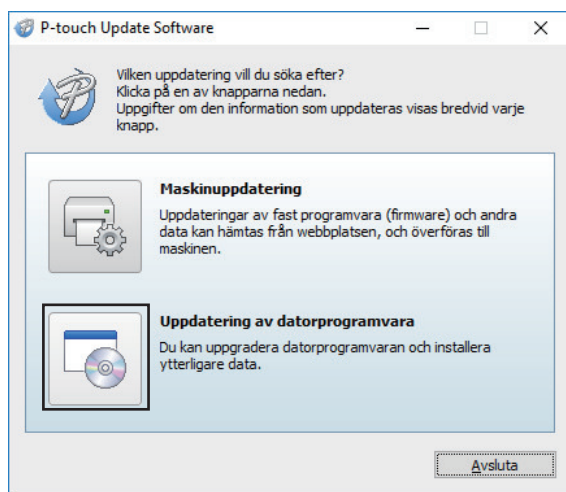 P-touch Update Software
Vilken uppdatering vill du söka efter?
Klicka på en av knapparna nedan.
Uppgifter om den information som uppdateras visas bredvid varje
knapp.
Maskinuppdatering
Uppdateringar av fast programvara (firmware) och andra
data kan hämtas från webbplatsen, och överföras till
maskinen.
Uppdatering av datorprogramvara
Du kan uppgradera datorprogramvaran och installera
ytterligare data.
Avsluta